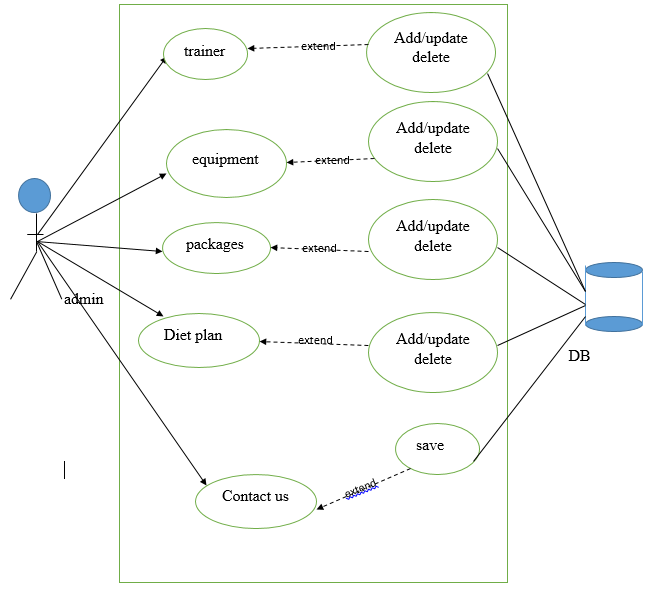 trainer
extend
Add/update
delete
equipment
extend
Add/update
delete
packages
extend
Add/update
delete
admin
Diet plan
extend
Add/update
delete
DB
save
Contact us
extend